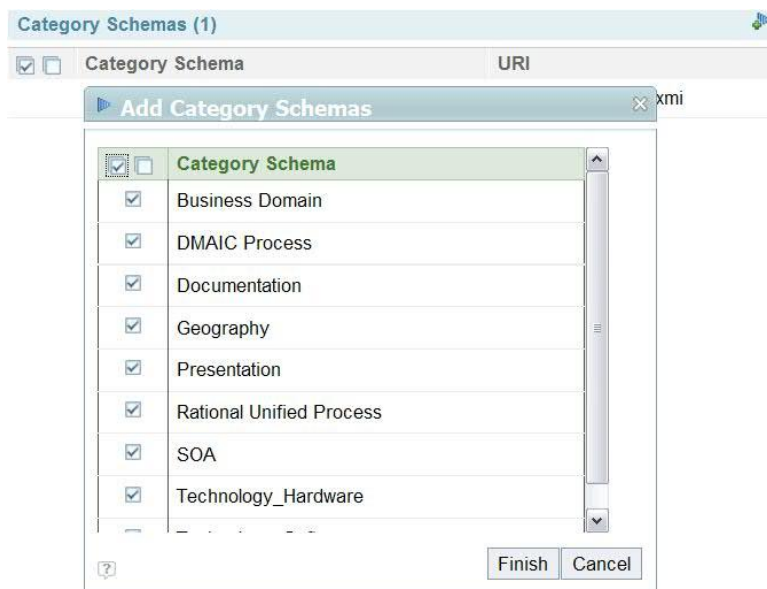 Category Schemas (1)
Category Schema URI
xmi
Add Category Schemas
Category Schema
Business Domain
DMAIC Process
Documentation
Geography
Presentation
Rational Unified Process
SOA
Technology_Hardware
?
Finish Cancel